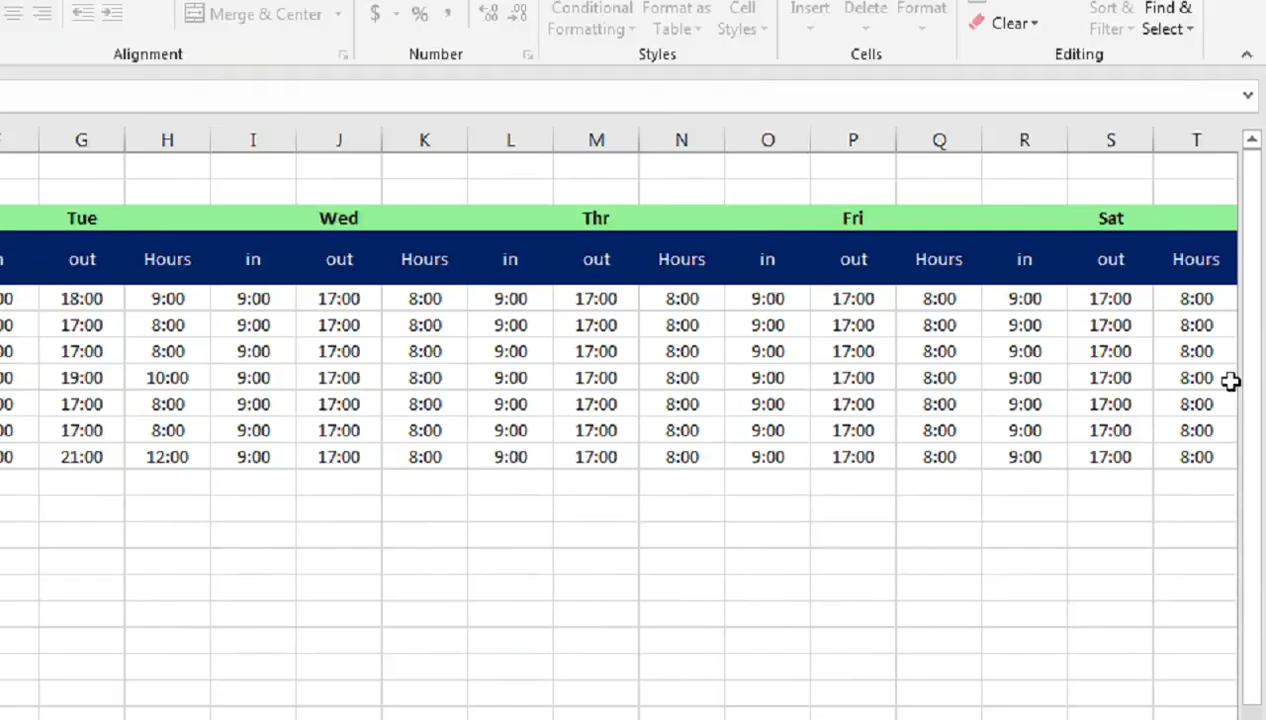 Merge & Center $ % , Conditional Format as Cell Insert Delete Format Clear Sort & Find &
Formatting Table Styles Filter Select
Alignment Number Styles Cells Editing
G H I J K L M N O P Q R S T
Tue Wed Thr Fri Sat
out Hours in out Hours in out Hours in out Hours in out Hours
18:00 9:00 9:00 17:00 8:00 9:00 17:00 8:00 9:00 17:00 8:00 9:00 17:00 8:00
17:00 8:00 9:00 17:00 8:00 9:00 17:00 8:00 9:00 17:00 8:00 9:00 17:00 8:00
17:00 8:00 9:00 17:00 8:00 9:00 17:00 8:00 9:00 17:00 8:00 9:00 17:00 8:00
19:00 10:00 9:00 17:00 8:00 9:00 17:00 8:00 9:00 17:00 8:00 9:00 17:00 8:00
17:00 8:00 9:00 17:00 8:00 9:00 17:00 8:00 9:00 17:00 8:00 9:00 17:00 8:00
17:00 8:00 9:00 17:00 8:00 9:00 17:00 8:00 9:00 17:00 8:00 9:00 17:00 8:00
21:00 12:00 9:00 17:00 8:00 9:00 17:00 8:00 9:00 17:00 8:00 9:00 17:00 8:00